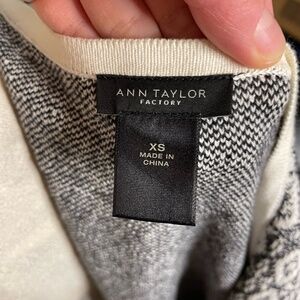 ANN TAYLOR
FACTORY
XS
MADE IN
CHINA